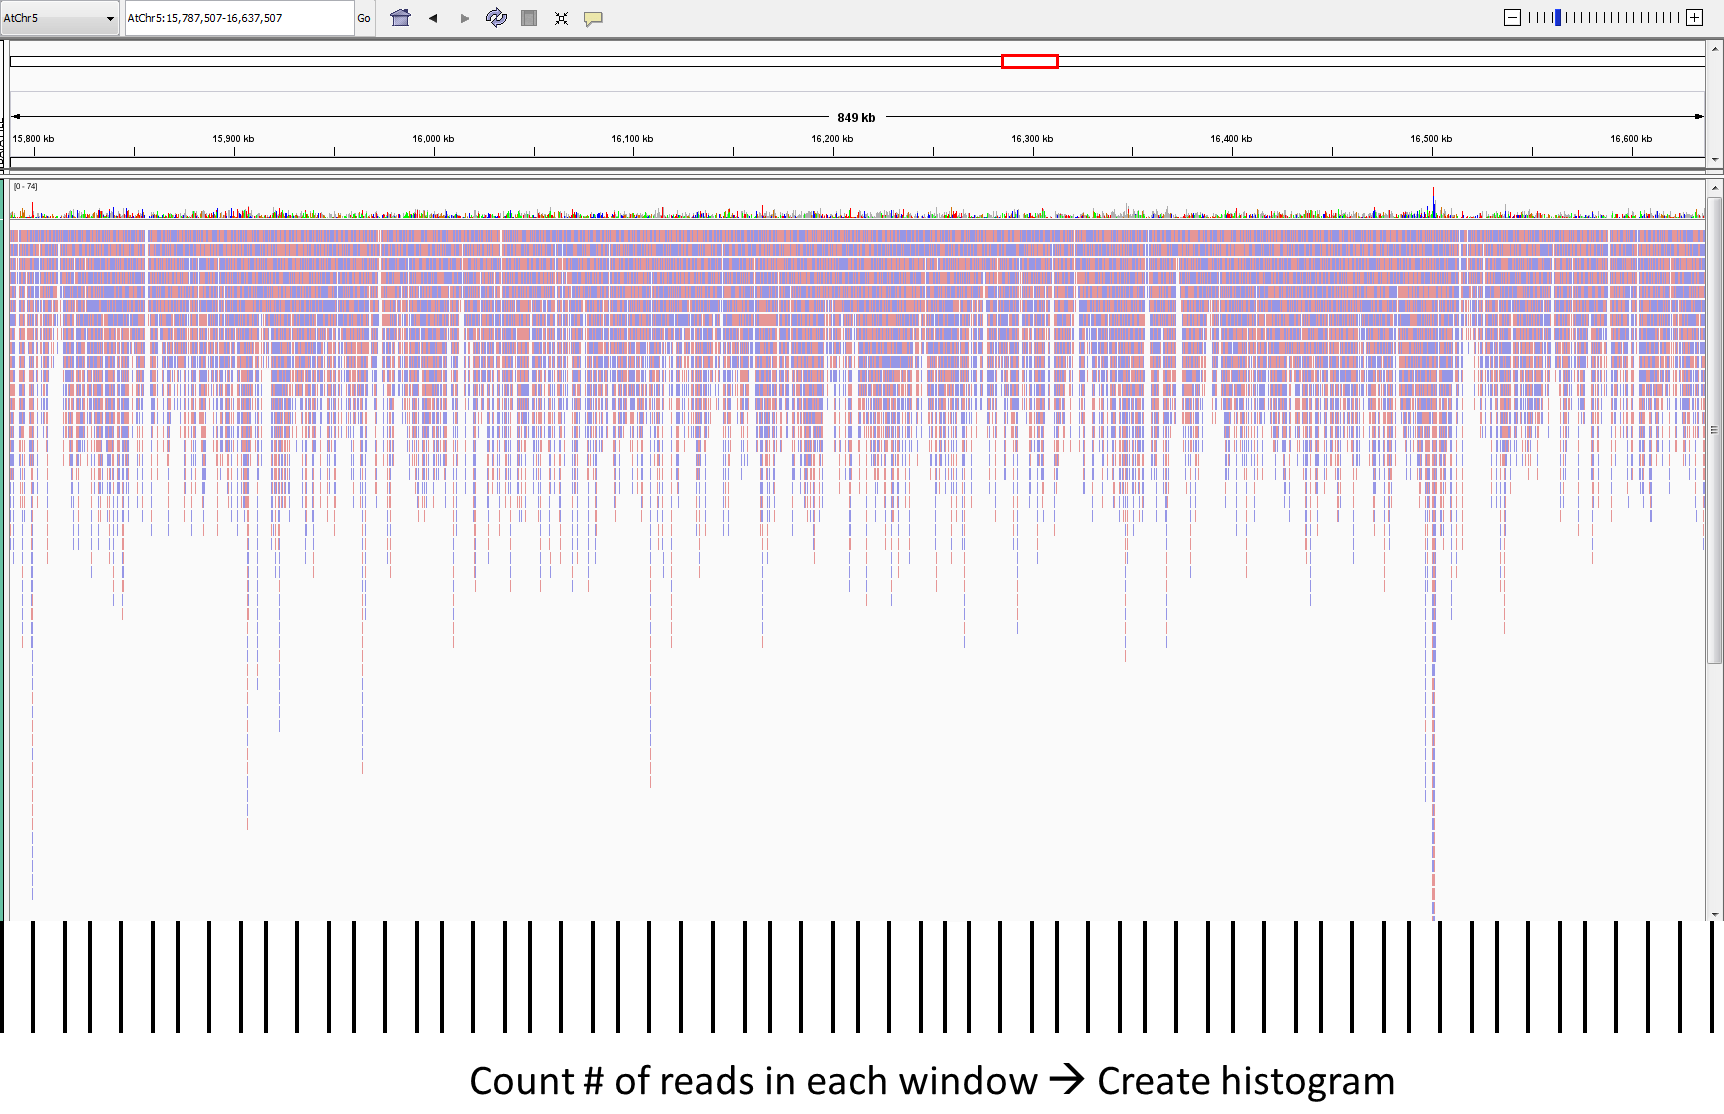 AtChr5
AtChr5:15,787,507-16,637,507
Go
849 kb
15,800 kb
15,900 kb
16,000 kb
16,100 kb
16,200 kb
16,300 kb
16,400 kb
16,500 kb
16,600 kb
[0 - 74]
Count # of reads in each window → Create histogram